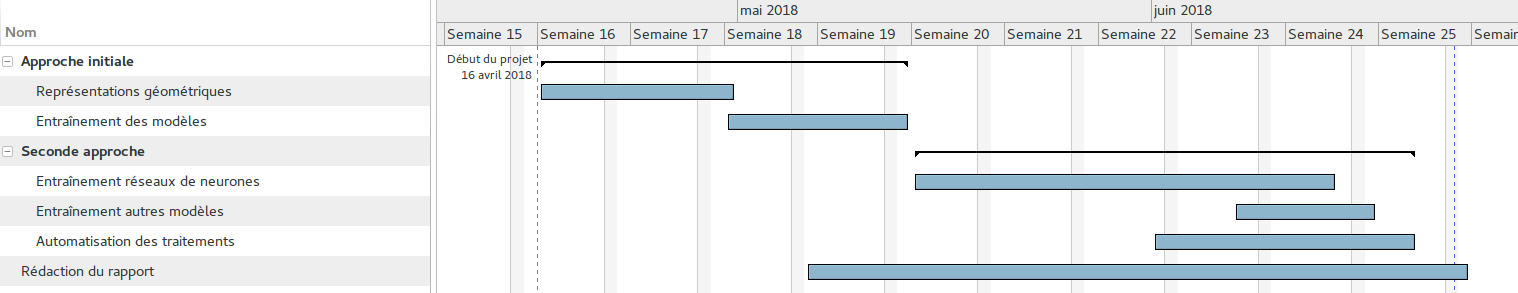 mai 2018
juin 2018
Nom
Semaine 15
Semaine 16
Semaine 17
Semaine 18
Semaine 19
Semaine 20
Semaine 21
Semaine 22
Semaine 23
Semaine 24
Semaine 25
Semain
Début du projet
16 avril 2018
Approche initiale
Représentations géométriques
Entraînement des modèles
Seconde approche
Entraînement réseaux de neurones
Entraînement autres modèles
Automatisation des traitements
Rédaction du rapport